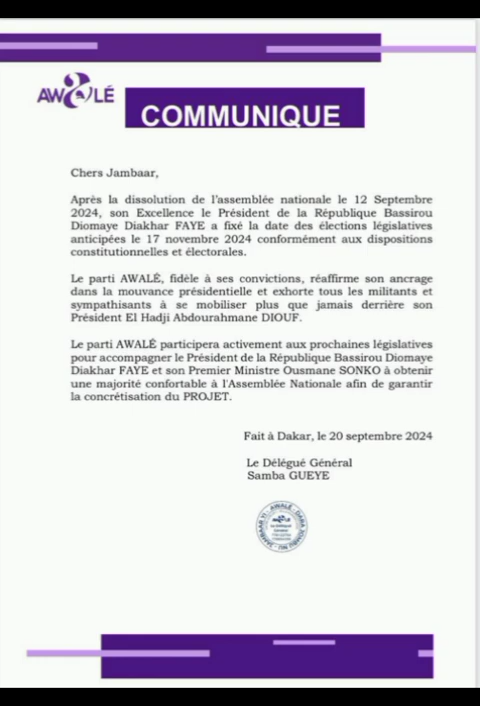 AWALÉ
COMMUNIQUE
Chers Jambaar,
Après la dissolution de l'assemblée nationale le 12 Septembre
2024, son Excellence le Président de la République Bassirou
Diomaye Diakhar FAYE a fixé la date des élections législatives
anticipées le 17 novembre 2024 conformément aux dispositions
constitutionnelles et électorales.
Le parti AWALÉ, fidèle à ses convictions, réaffirme son ancrage
dans la mouvance présidentielle et exhorte tous les militants et
sympathisants à se mobiliser plus que jamais derrière son
Président El Hadji Abdourahmane DIOUF.
Le parti AWALÉ participera activement aux prochaines législatives
pour accompagner le Président de la République Bassirou Diomaye
Diakhar FAYE et son Premier Ministre Ousmane SONKO à obtenir
une majorité confortable à l'Assemblée Nationale afin de garantir
la concrétisation du PROJET.
Fait à Dakar, le 20 septembre 2024
Le Délégué Général
Samba GUEYE